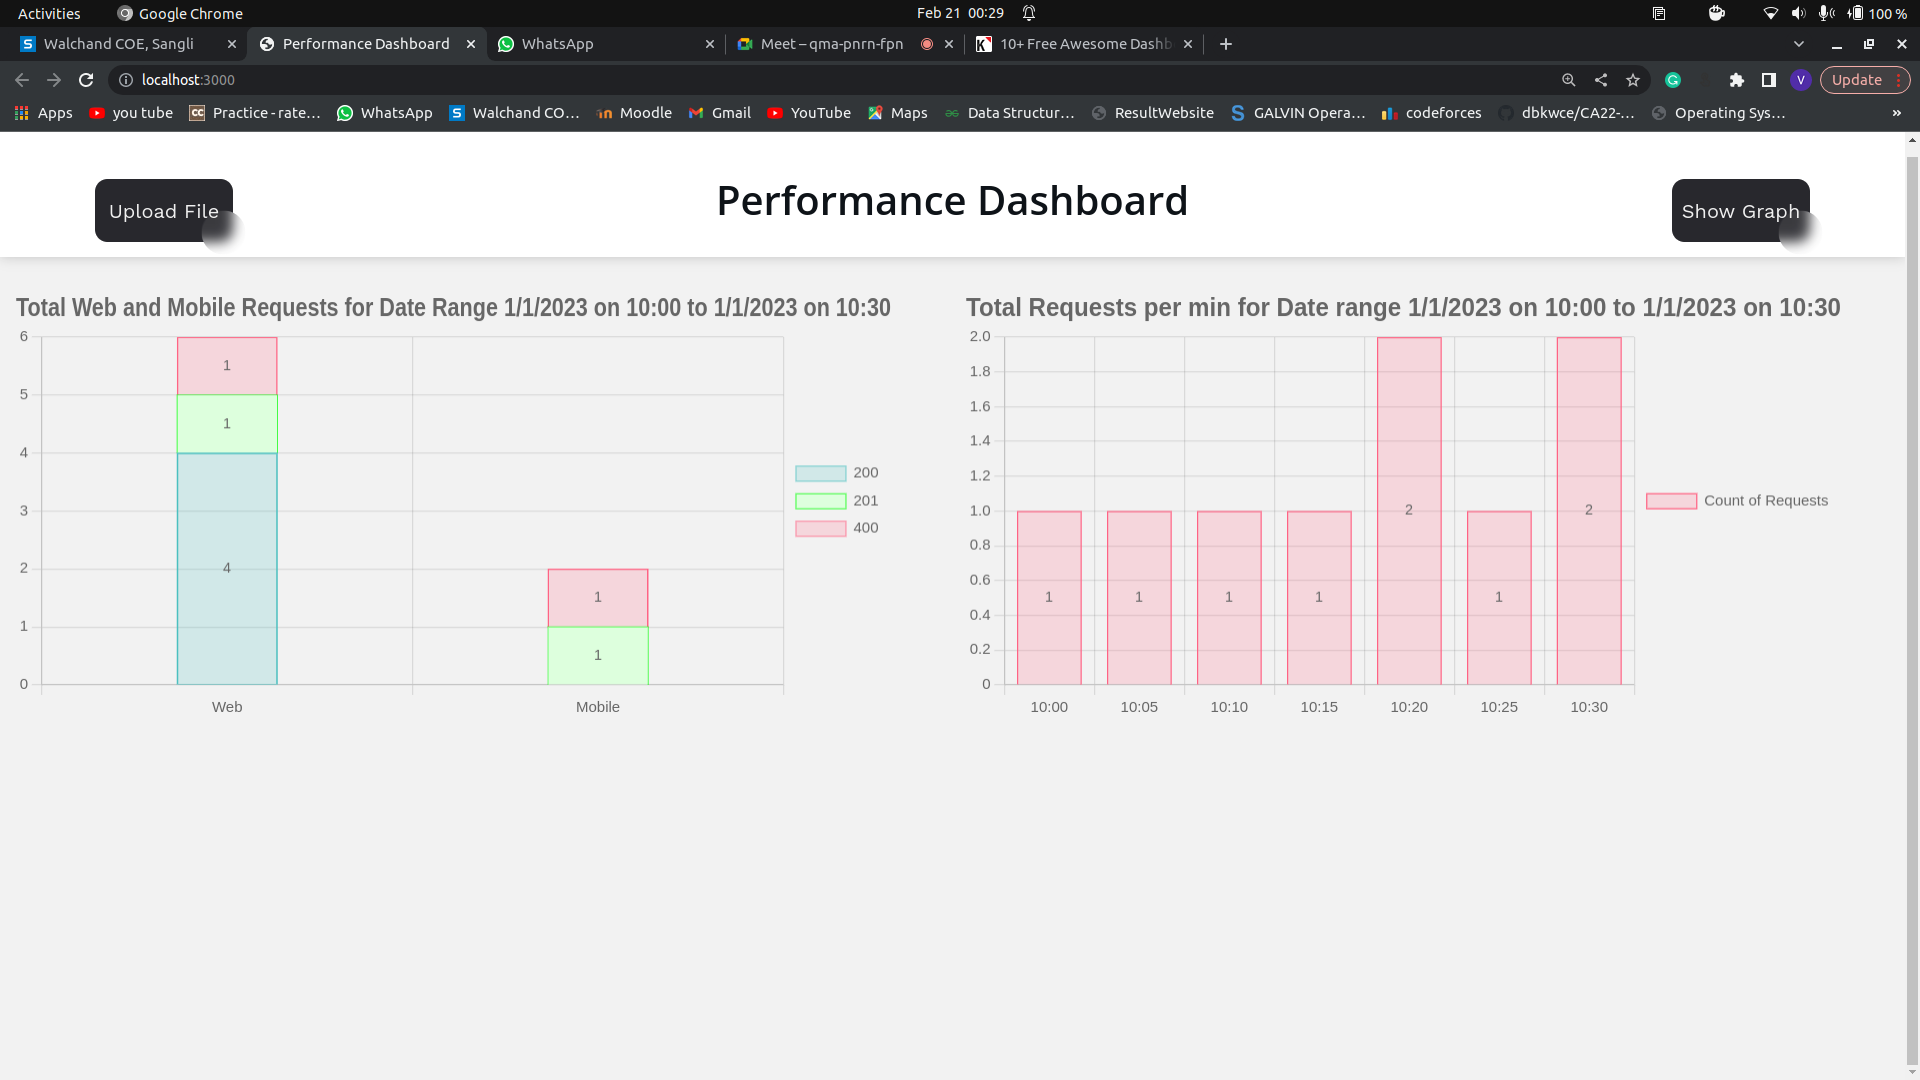 Activities Google Chrome Feb 21 00:29 100 %
Walchand COE, Sangli Performance Dashboard WhatsApp Meet – qma-pnrn-fpn 10+ Free Awesome Dashb
localhost:3000 V Update
Apps you tube Practice - rate... WhatsApp Walchand CO... Moodle Gmail YouTube Maps Data Structur... ResultWebsite GALVIN Opera... codeforces dbkwce/CA22-... Operating Sys... »
Upload File Performance Dashboard Show Graph
Total Web and Mobile Requests for Date Range 1/1/2023 on 10:00 to 1/1/2023 on 10:30
6
5
4
3
2
1
0
1
1
4
1
1
Web Mobile
200
201
400
Total Requests per min for Date range 1/1/2023 on 10:00 to 1/1/2023 on 10:30
2.0
1.8
1.6
1.4
1.2
1.0
0.8
0.6
0.4
0.2
0
1 1 1 1 2 1 2
10:00 10:05 10:10 10:15 10:20 10:25 10:30
Count of Requests